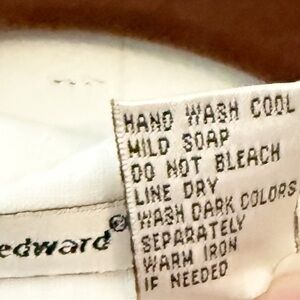 HAND WASH COOL
MILD SOAP
DO NOT BLEACH
LINE DRY
WASH DARK COLORS
SEPARATELY
WARM IRON
IF NEEDED
edward®